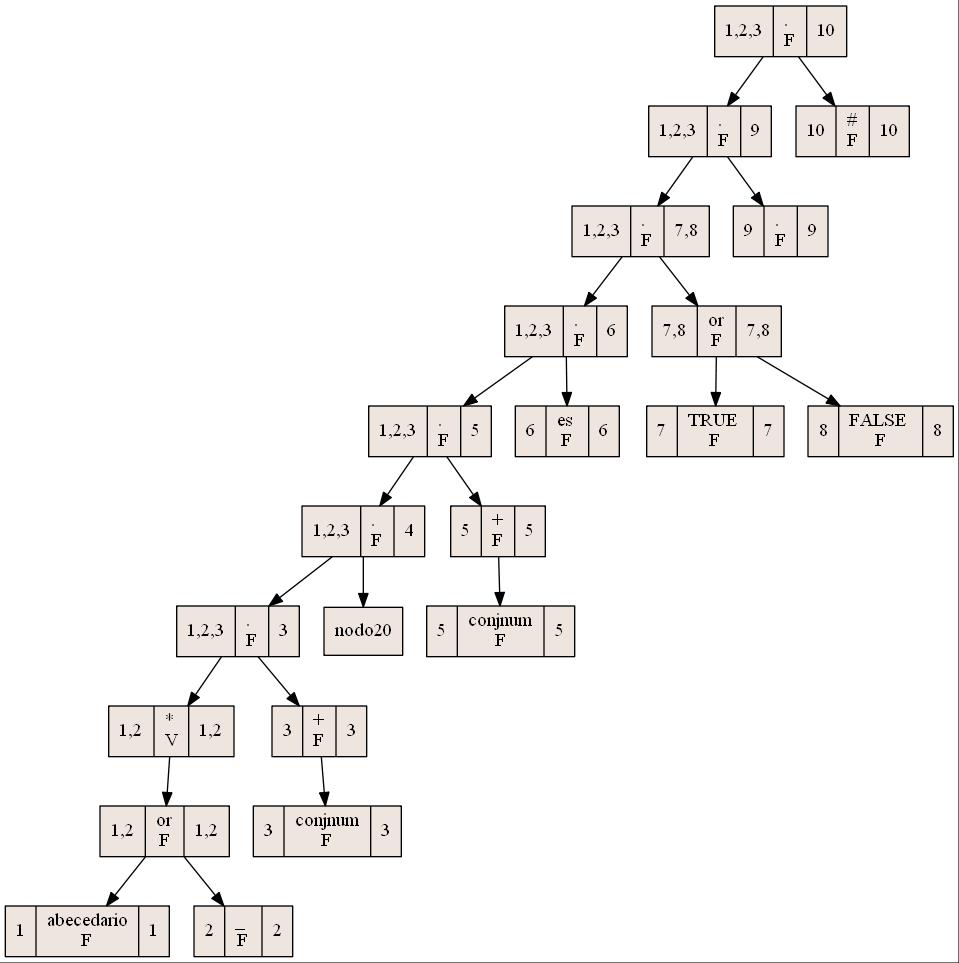 1,2,3 . F 10
1,2,3 . F 9
10 # F 10
1,2,3 . F 7,8
9 . F 9
1,2,3 . F 6
7,8 or F 7,8
1,2,3 . F 5
6 es F 6
7 TRUE F 7
8 FALSE F 8
1,2,3 . F 4
5 + F 5
1,2,3 . F 3
nodo20
5 conjnum F 5
1,2 * V 1,2
3 + F 3
1,2 or F 1,2
3 conjnum F 3
1 abecedario F 1
2 _ F 2